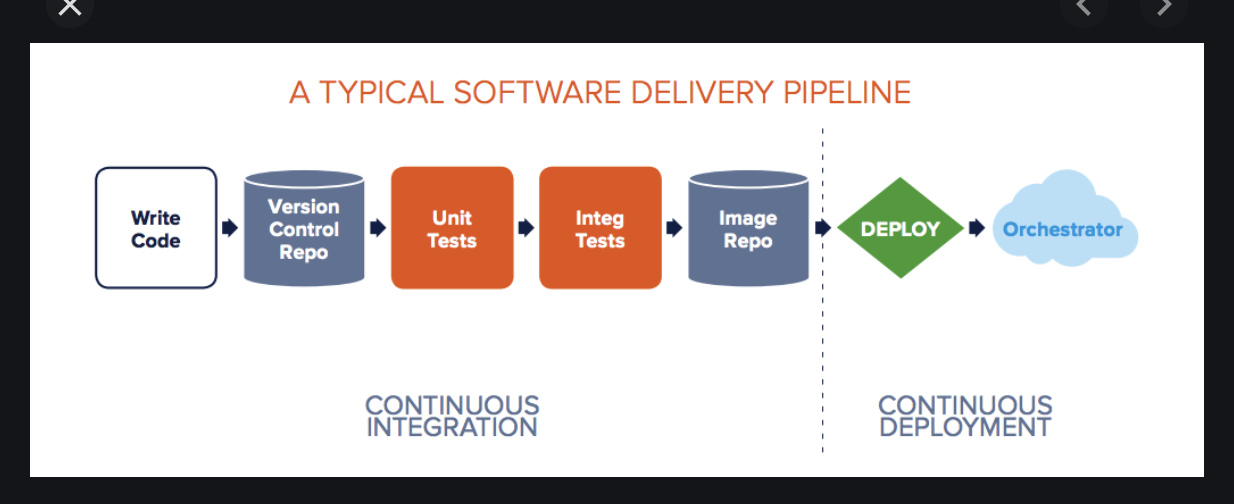 A TYPICAL SOFTWARE DELIVERY PIPELINE
Write
Code
Version
Control
Repo
Unit
Tests
Integ
Tests
Image
Repo
DEPLOY
Orchestrator
CONTINUOUS
INTEGRATION
CONTINUOUS
DEPLOYMENT